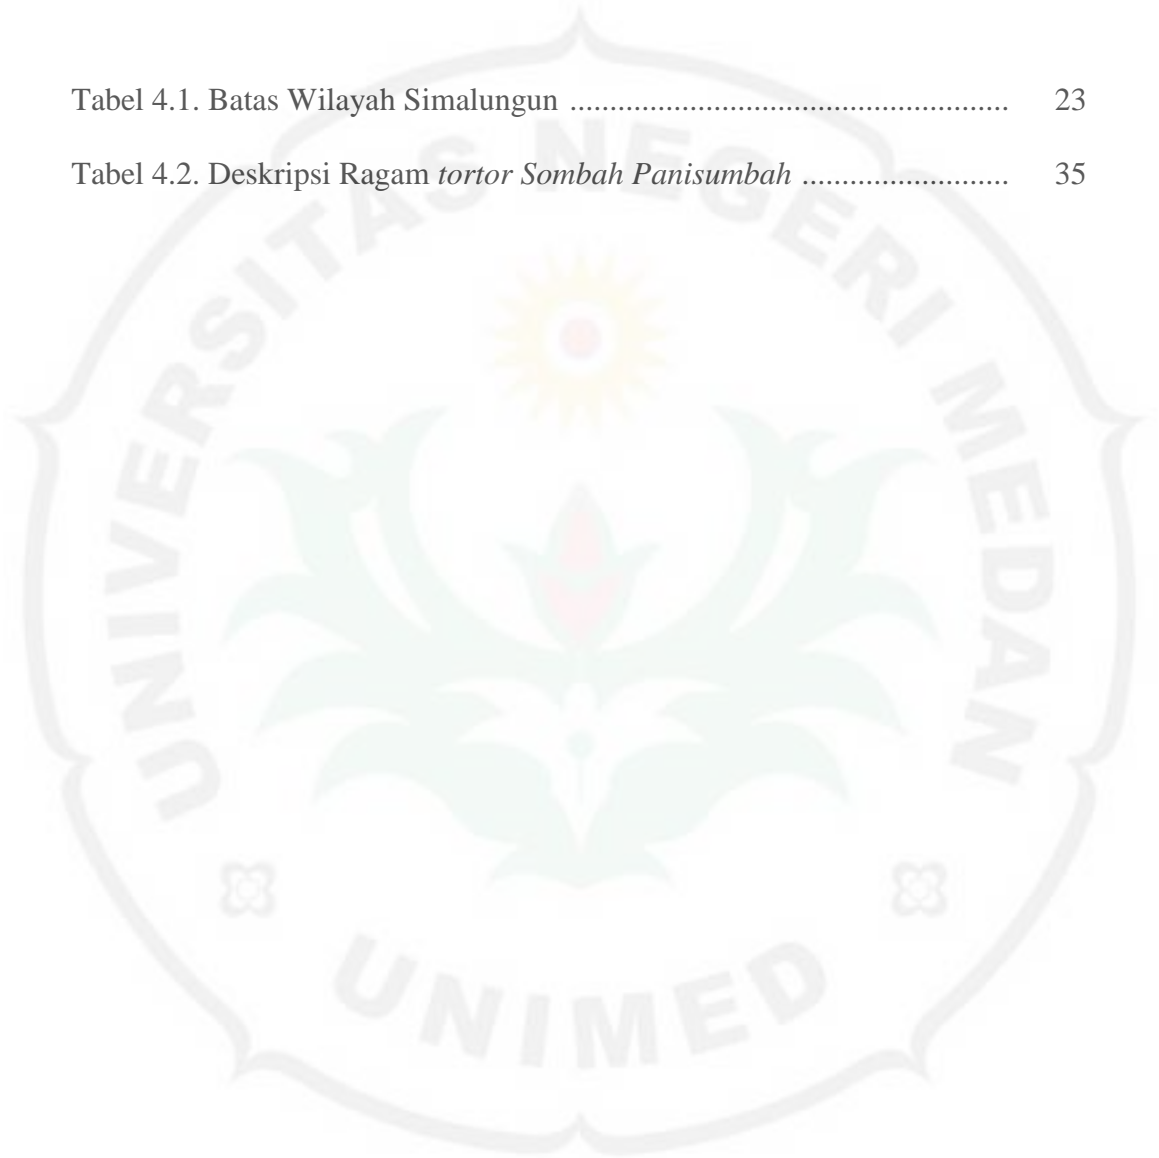 Tabel 4.1. Batas Wilayah Simalungun ...................................................... 23
Tabel 4.2. Deskripsi Ragam tortor Sombah Panisumbah .......................... 35
UNIVERSITAS NEGERI MEDAN
UNIMED